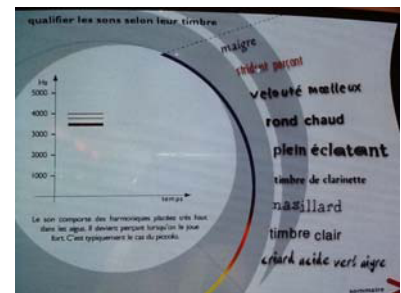 qualifier les sons selon leur timbre
maigre
strident perçant
velouté mœlleux
rond chaud
plein éclatant
timbre de clarinette
nasillard
timbre clair
criard acide vert aigre
Hz
5000
4000
3000
2000
1000
temps
Le son comporte des harmoniques placées très haut
dans les aigus. Il devient perçant lorsqu'on le joue
fort. C'est typiquement le cas du piccolo.
sommaire